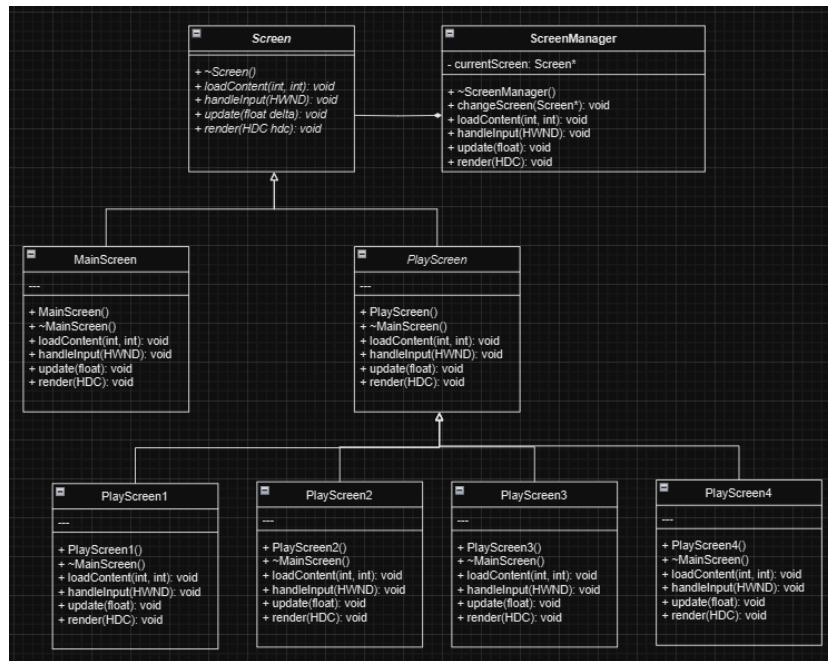 Screen
+ ~Screen()
+ loadContent(int, int): void
+ handleInput(HWND): void
+ update(float delta): void
+ render(HDC hdc): void
ScreenManager
- currentScreen: Screen*
+ ~ScreenManager()
+ changeScreen(Screen*): void
+ loadContent(int, int): void
+ handleInput(HWND): void
+ update(float): void
+ render(HDC): void
MainScreen
---
+ MainScreen()
+ ~MainScreen()
+ loadContent(int, int): void
+ handleInput(HWND): void
+ update(float): void
+ render(HDC): void
PlayScreen
---
+ PlayScreen()
+ ~MainScreen()
+ loadContent(int, int): void
+ handleInput(HWND): void
+ update(float): void
+ render(HDC): void
PlayScreen1
---
+ PlayScreen1()
+ ~MainScreen()
+ loadContent(int, int): void
+ handleInput(HWND): void
+ update(float): void
+ render(HDC): void
PlayScreen2
---
+ PlayScreen2()
+ ~MainScreen()
+ loadContent(int, int): void
+ handleInput(HWND): void
+ update(float): void
+ render(HDC): void
PlayScreen3
---
+ PlayScreen3()
+ ~MainScreen()
+ loadContent(int, int): void
+ handleInput(HWND): void
+ update(float): void
+ render(HDC): void
PlayScreen4
---
+ PlayScreen4()
+ ~MainScreen()
+ loadContent(int, int): void
+ handleInput(HWND): void
+ update(float): void
+ render(HDC): void